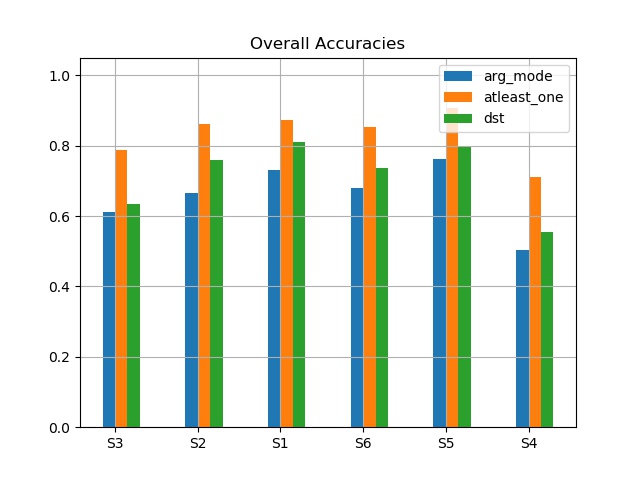 Overall Accuracies
arg_mode
atleast_one
dst
1.0
0.8
0.6
0.4
0.2
0.0
S3 S2 S1 S6 S5 S4